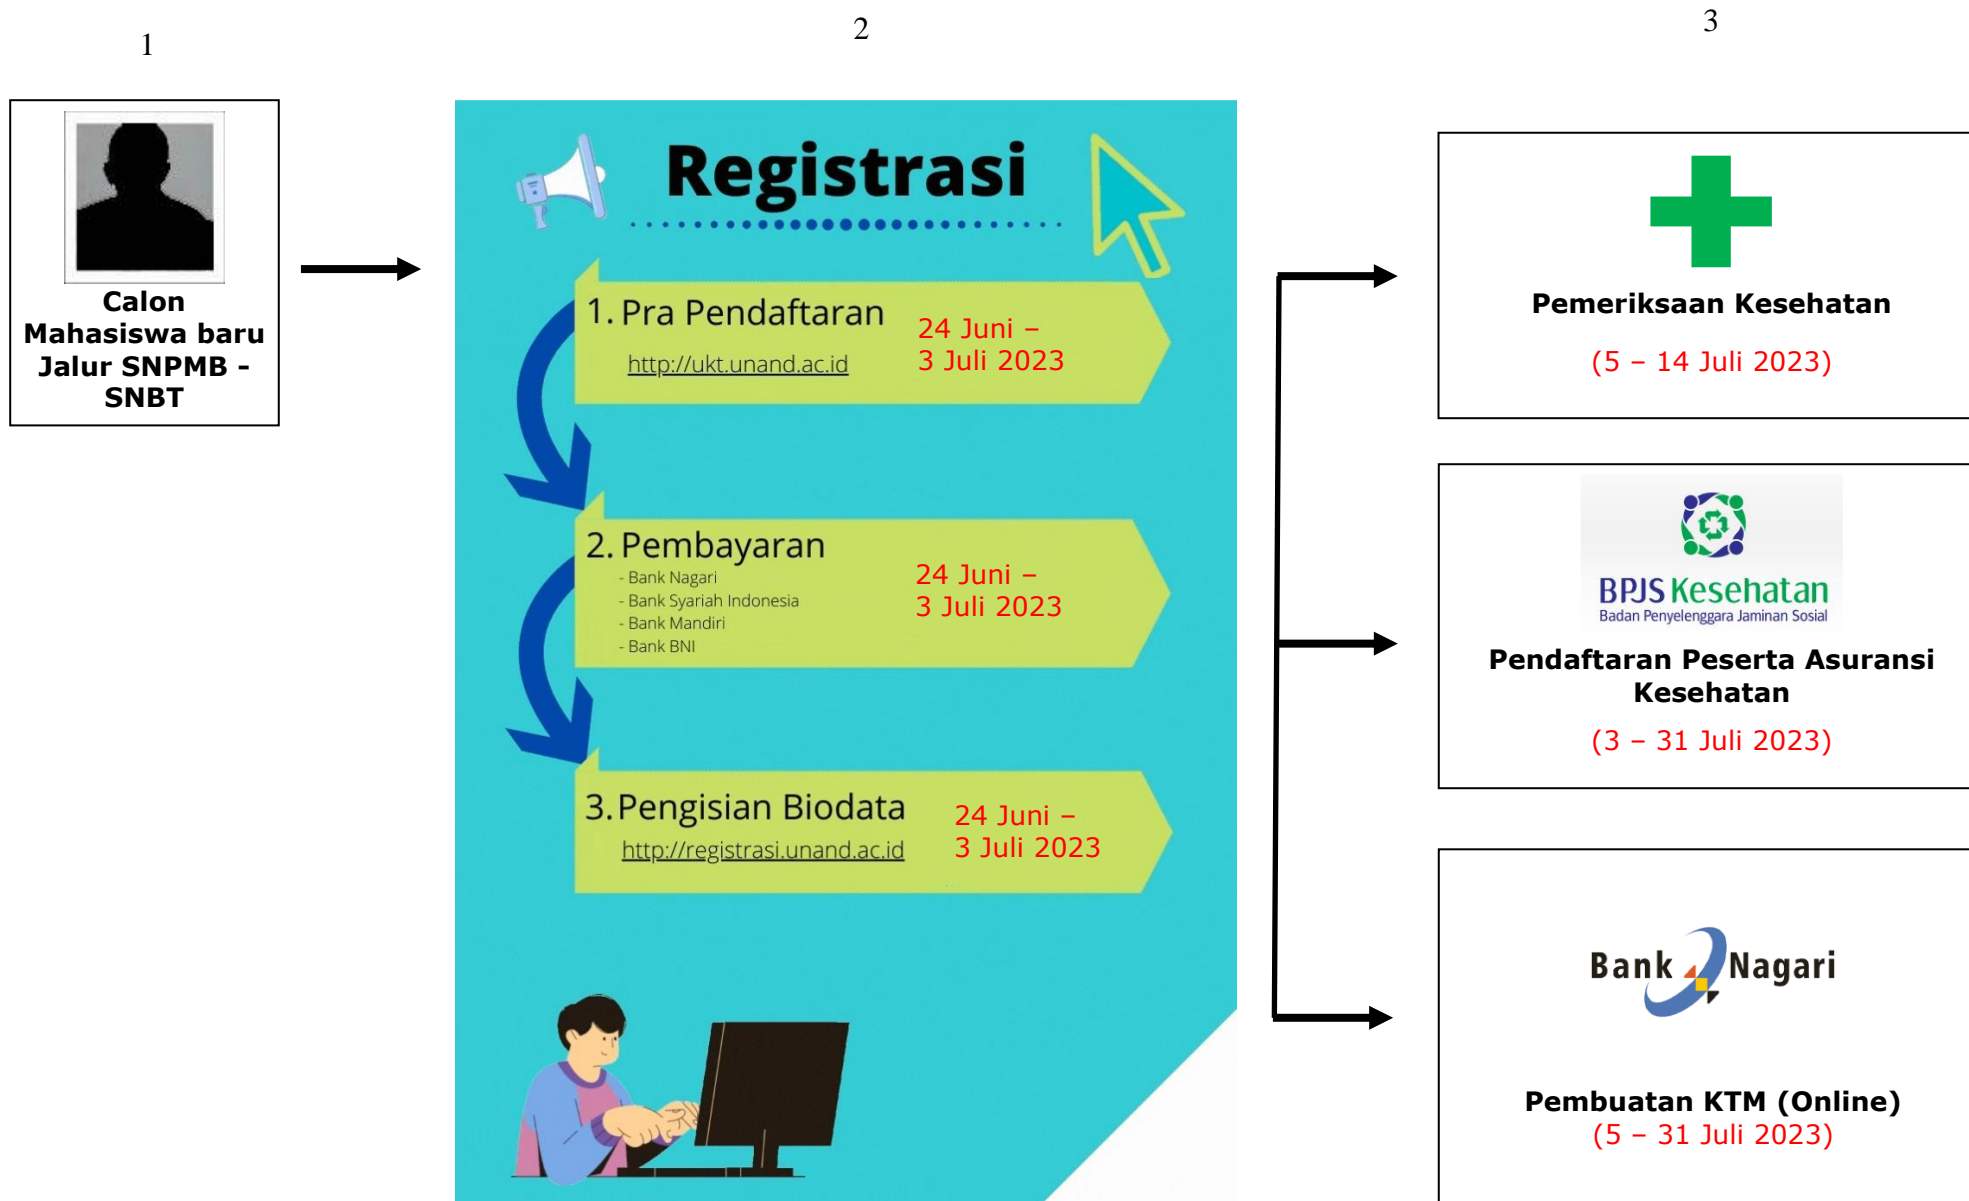 1
2
3
Calon
Mahasiswa baru
Jalur SNPMB -
SNBT
Registrasi
1. Pra Pendaftaran
http://ukt.unand.ac.id
24 Juni –
3 Juli 2023
2. Pembayaran
- Bank Nagari
- Bank Syariah Indonesia
- Bank Mandiri
- Bank BNI
24 Juni –
3 Juli 2023
3. Pengisian Biodata
http://registrasi.unand.ac.id
24 Juni –
3 Juli 2023
Pemeriksaan Kesehatan
(5 – 14 Juli 2023)
BPJS Kesehatan
Badan Penyelenggara Jaminan Sosial
Pendaftaran Peserta Asuransi
Kesehatan
(3 – 31 Juli 2023)
Bank Nagari
Pembuatan KTM (Online)
(5 – 31 Juli 2023)